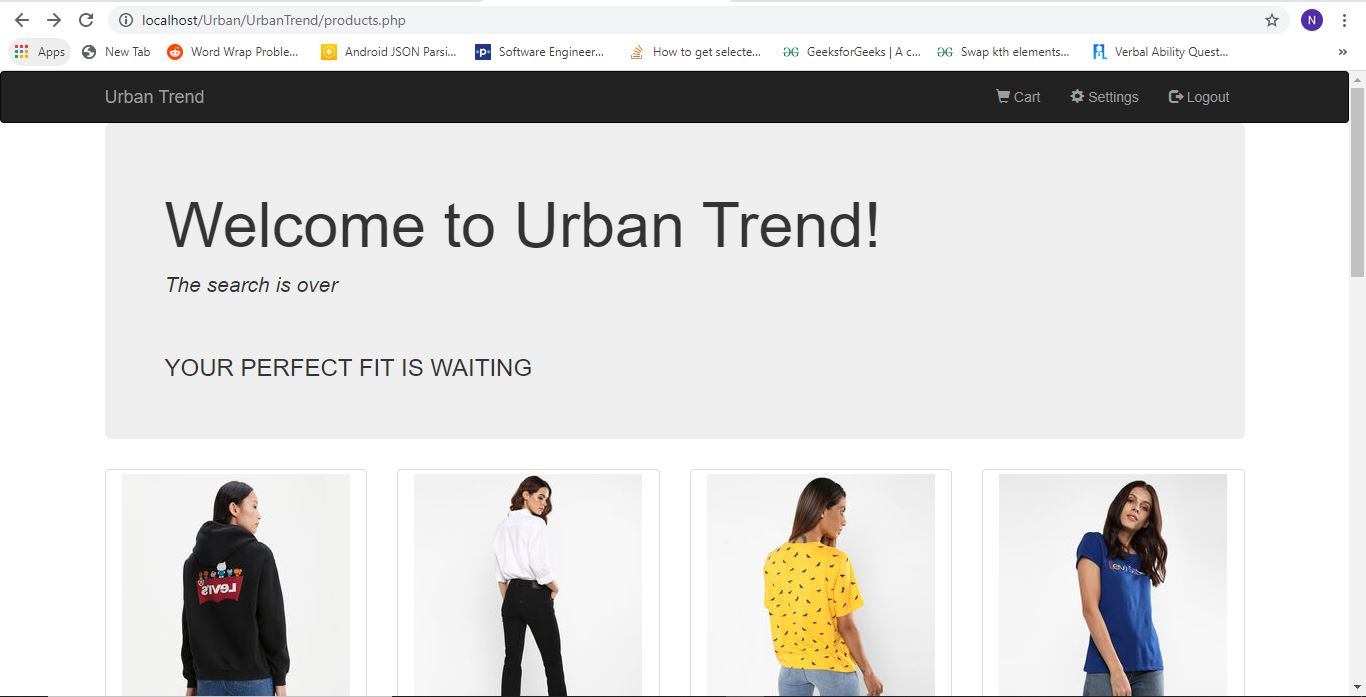 localhost/Urban/UrbanTrend/products.php
N
Apps New Tab Word Wrap Proble... Android JSON Parsi... Software Engineer... How to get selecte... GeeksforGeeks | A c... Swap kth elements... Verbal Ability Quest... »
Urban Trend Cart Settings Logout
Welcome to Urban Trend!
The search is over
YOUR PERFECT FIT IS WAITING
LEVI'S